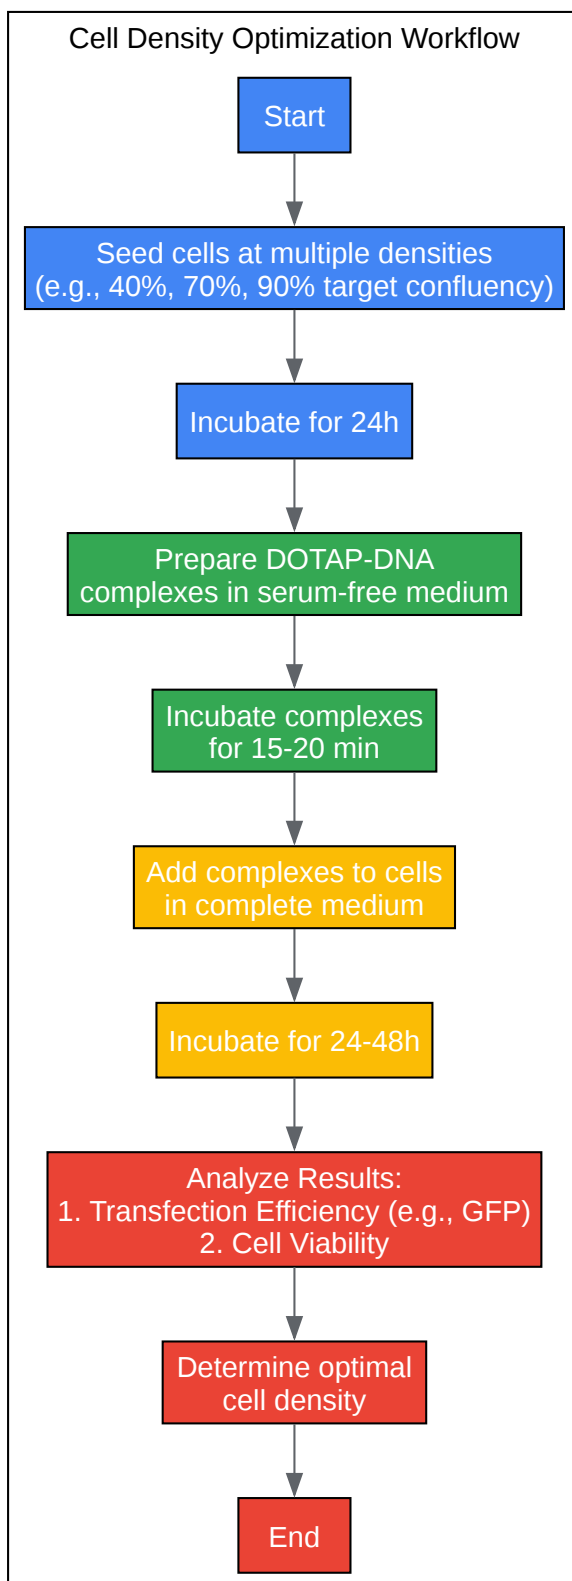 Cell Density Optimization Workflow
Start
Seed cells at multiple densities
(e.g., 40%, 70%, 90% target confluency)
Incubate for 24h
Prepare DOTAP-DNA
complexes in serum-free medium
Incubate complexes
for 15-20 min
Add complexes to cells
in complete medium
Incubate for 24-48h
Analyze Results:
1. Transfection Efficiency (e.g., GFP)
2. Cell Viability
Determine optimal
cell density
End